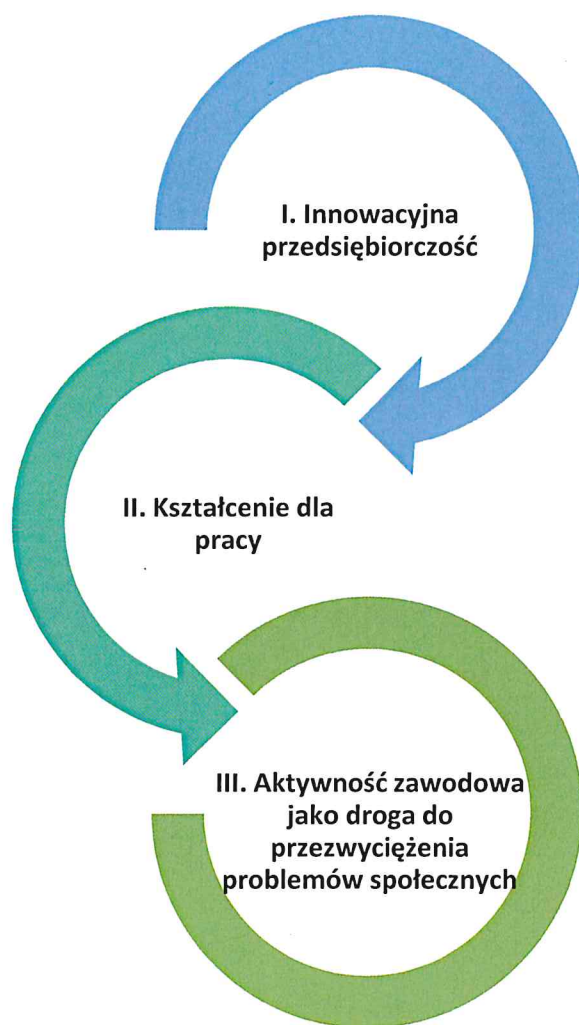 I. Innowacyjna
przedsiębiorczość
II. Kształcenie dla
pracy
III. Aktywność zawodowa
jako droga do
przezwyciężenia
problemów społecznych